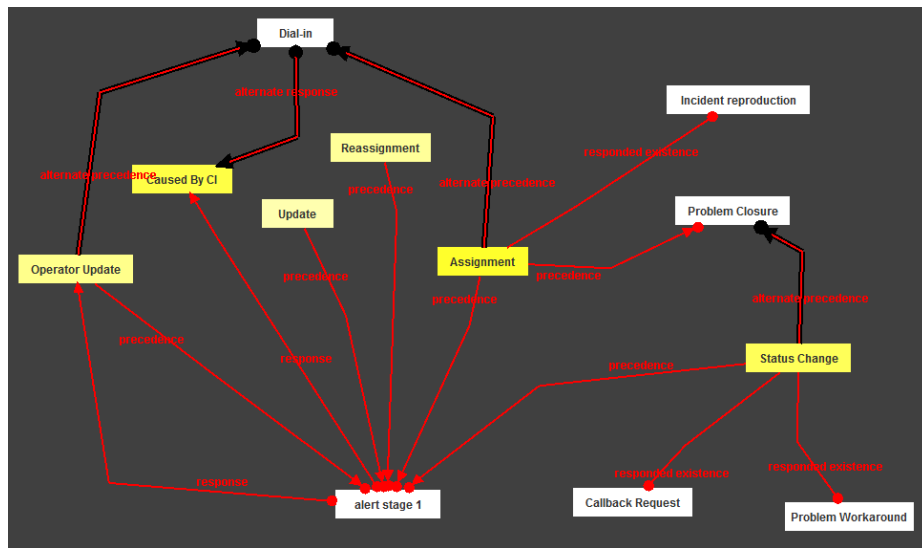 Dial-in
alternate response
Incident reproduction
Reassignment
responded existence
alternate precedence
Caused By CI
precedence
alternate precedence
Update
Problem Closure
Operator Update
precedence
Assignment
precedence
precedence
alternate precedence
precedence
response
precedence
Status Change
response
responded existence
responded existence
alert stage 1
Callback Request
Problem Workaround